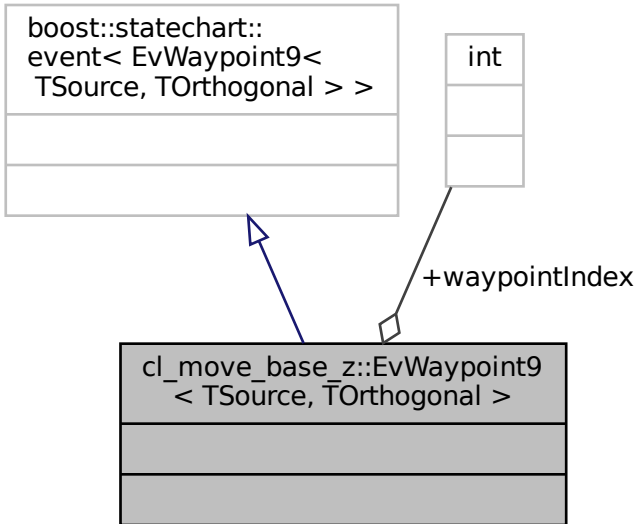 boost::statechart::
event< EvWaypoint9<
TSource, TOrthogonal > >
int
+waypointIndex
cl_move_base_z::EvWaypoint9
< TSource, TOrthogonal >